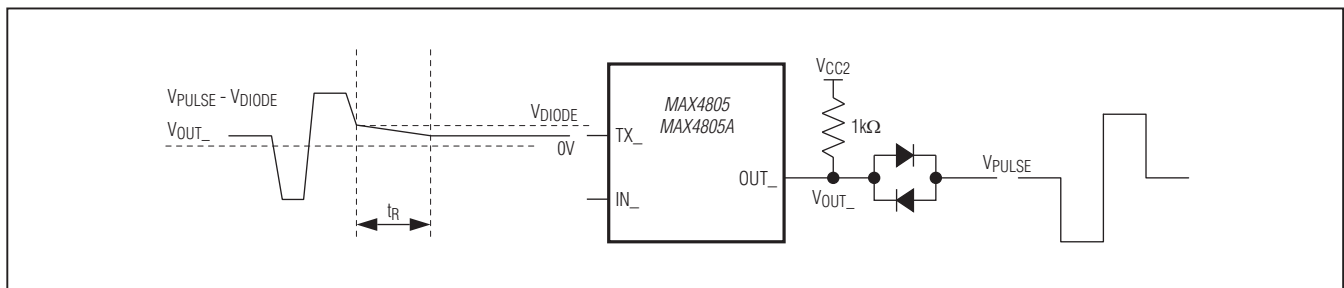 VPULSE - VDIODE
VOUT_
VDIODE
0V
tR
MAX4805
MAX4805A
TX_
IN_
OUT_
VCC2
1kΩ
VOUT_
VPULSE